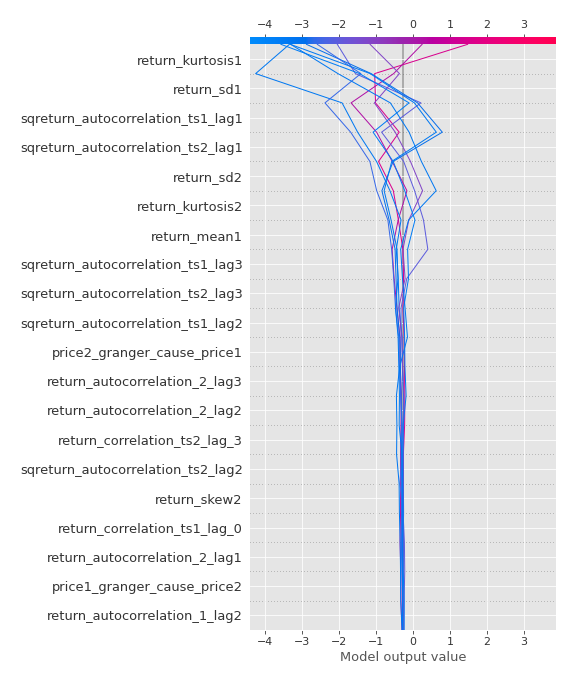 −4 −3 −2 −1 0 1 2 3
return_kurtosis1
return_sd1
sqreturn_autocorrelation_ts1_lag1
sqreturn_autocorrelation_ts2_lag1
return_sd2
return_kurtosis2
return_mean1
sqreturn_autocorrelation_ts1_lag3
sqreturn_autocorrelation_ts2_lag3
sqreturn_autocorrelation_ts1_lag2
price2_granger_cause_price1
return_autocorrelation_2_lag3
return_autocorrelation_2_lag2
return_correlation_ts2_lag_3
sqreturn_autocorrelation_ts2_lag2
return_skew2
return_correlation_ts1_lag_0
return_autocorrelation_2_lag1
price1_granger_cause_price2
return_autocorrelation_1_lag2
−4 −3 −2 −1 0 1 2 3
Model output value